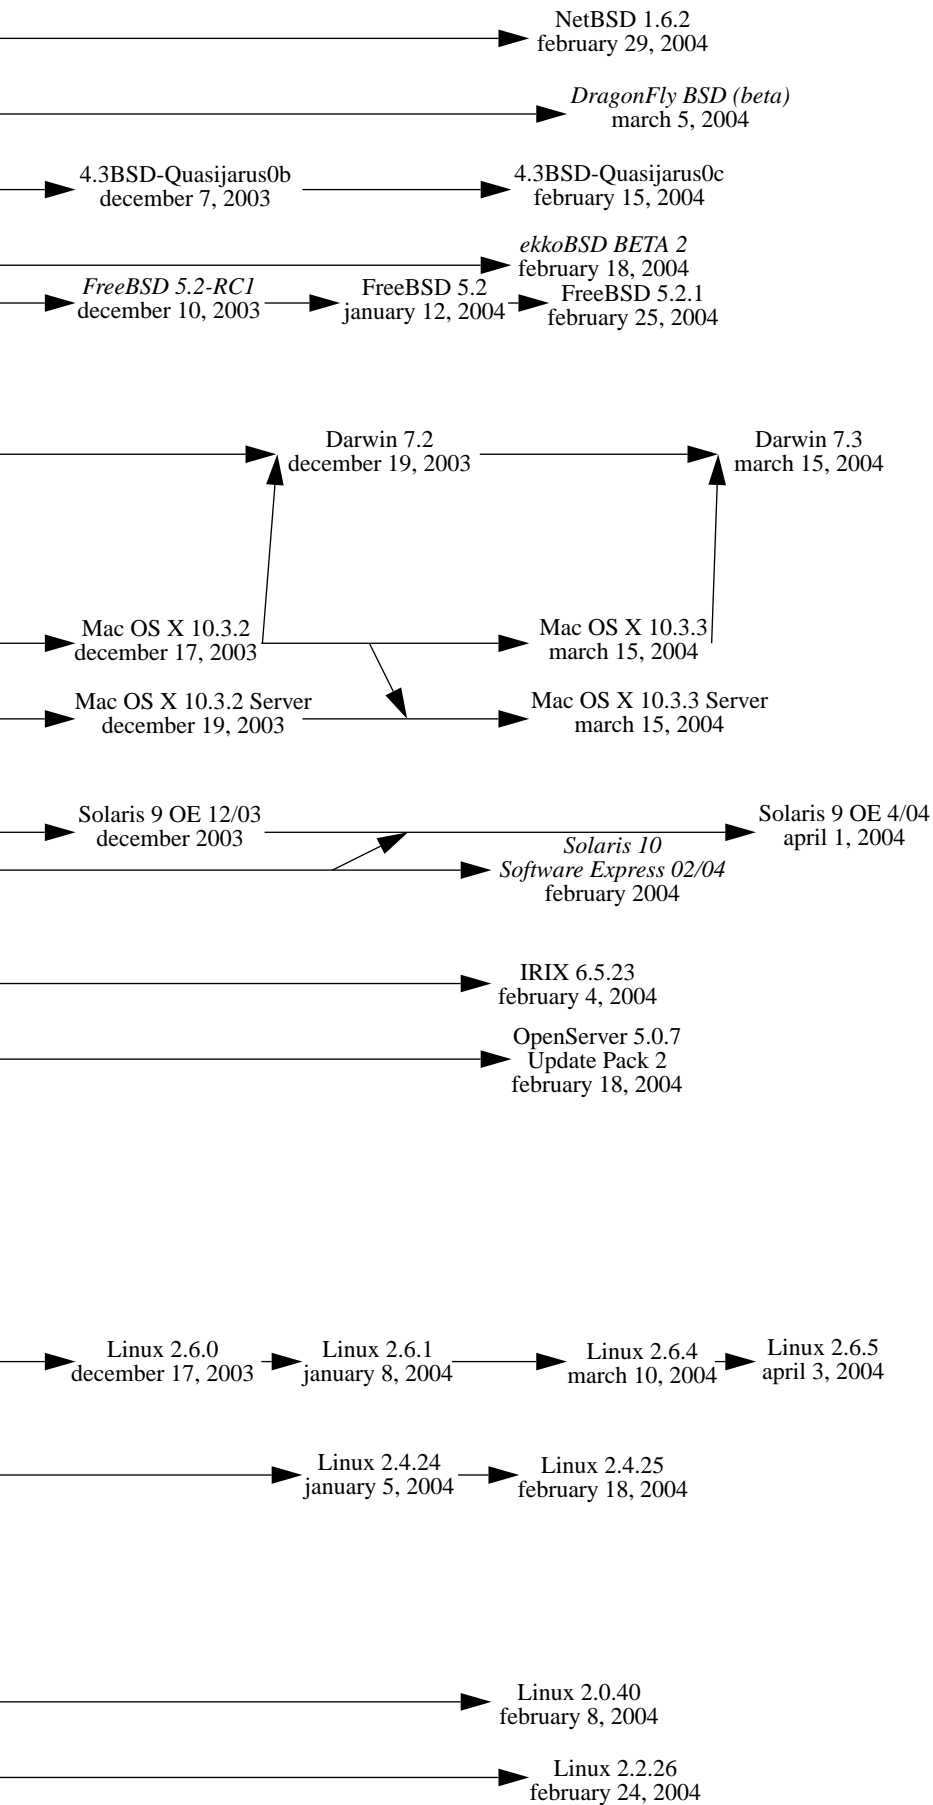 NetBSD 1.6.2
february 29, 2004
DragonFly BSD (beta)
march 5, 2004
4.3BSD-Quasijarus0b
december 7, 2003
4.3BSD-Quasijarus0c
february 15, 2004
ekkoBSD BETA 2
february 18, 2004
FreeBSD 5.2-RC1
december 10, 2003
FreeBSD 5.2
january 12, 2004
FreeBSD 5.2.1
february 25, 2004
Darwin 7.2
december 19, 2003
Darwin 7.3
march 15, 2004
Mac OS X 10.3.2
december 17, 2003
Mac OS X 10.3.3
march 15, 2004
Mac OS X 10.3.2 Server
december 19, 2003
Mac OS X 10.3.3 Server
march 15, 2004
Solaris 9 OE 12/03
december 2003
Solaris 9 OE 4/04
april 1, 2004
Solaris 10
Software Express 02/04
february 2004
IRIX 6.5.23
february 4, 2004
OpenServer 5.0.7
Update Pack 2
february 18, 2004
Linux 2.6.0
december 17, 2003
Linux 2.6.1
january 8, 2004
Linux 2.6.4
march 10, 2004
Linux 2.6.5
april 3, 2004
Linux 2.4.24
january 5, 2004
Linux 2.4.25
february 18, 2004
Linux 2.0.40
february 8, 2004
Linux 2.2.26
february 24, 2004